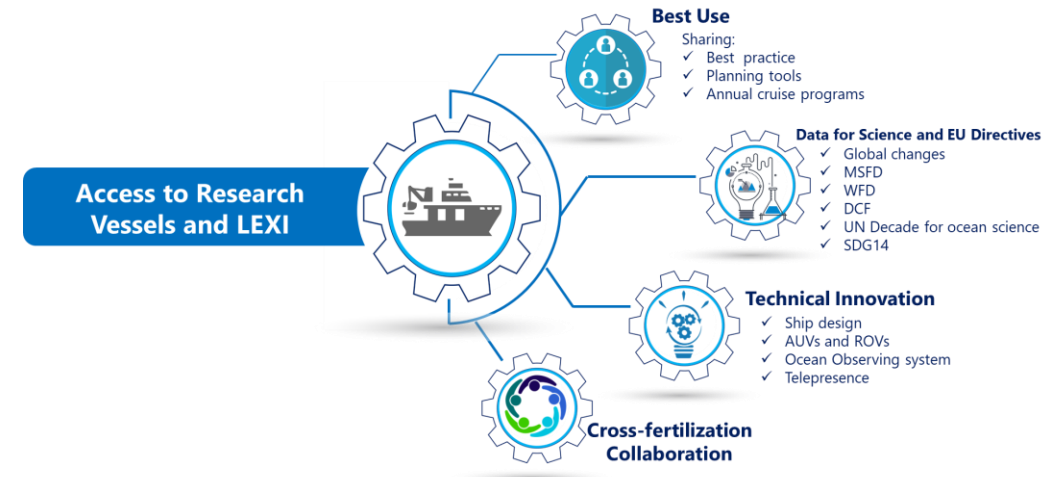 Best Use
Sharing:
✓ Best practice
✓ Planning tools
✓ Annual cruise programs
Data for Science and EU Directives
✓ Global changes
✓ MSFD
✓ WFD
✓ DCF
✓ UN Decade for ocean science
✓ SDG14
Access to Research
Vessels and LEXI
Technical Innovation
✓ Ship design
✓ AUVs and ROVs
✓ Ocean Observing system
✓ Telepresence
Cross-fertilization
Collaboration